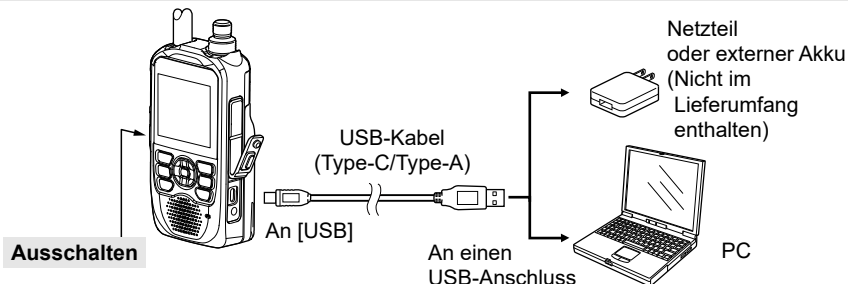 Netzteil
oder externer Akku
(Nicht im
Lieferumfang
enthalten)
USB-Kabel
(Type-C/Type-A)
An [USB]
Ausschalten
An einen
USB-Anschluss
PC